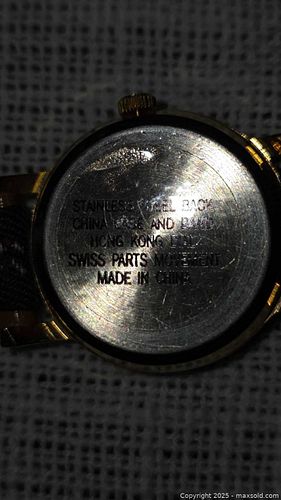 STAINLESS STEEL BACK
CHINA CASE AND BAND
HONG KONG
SWISS PARTS MOVEMENT
MADE IN CHINA
Copyright © 2025 - maxsold.com